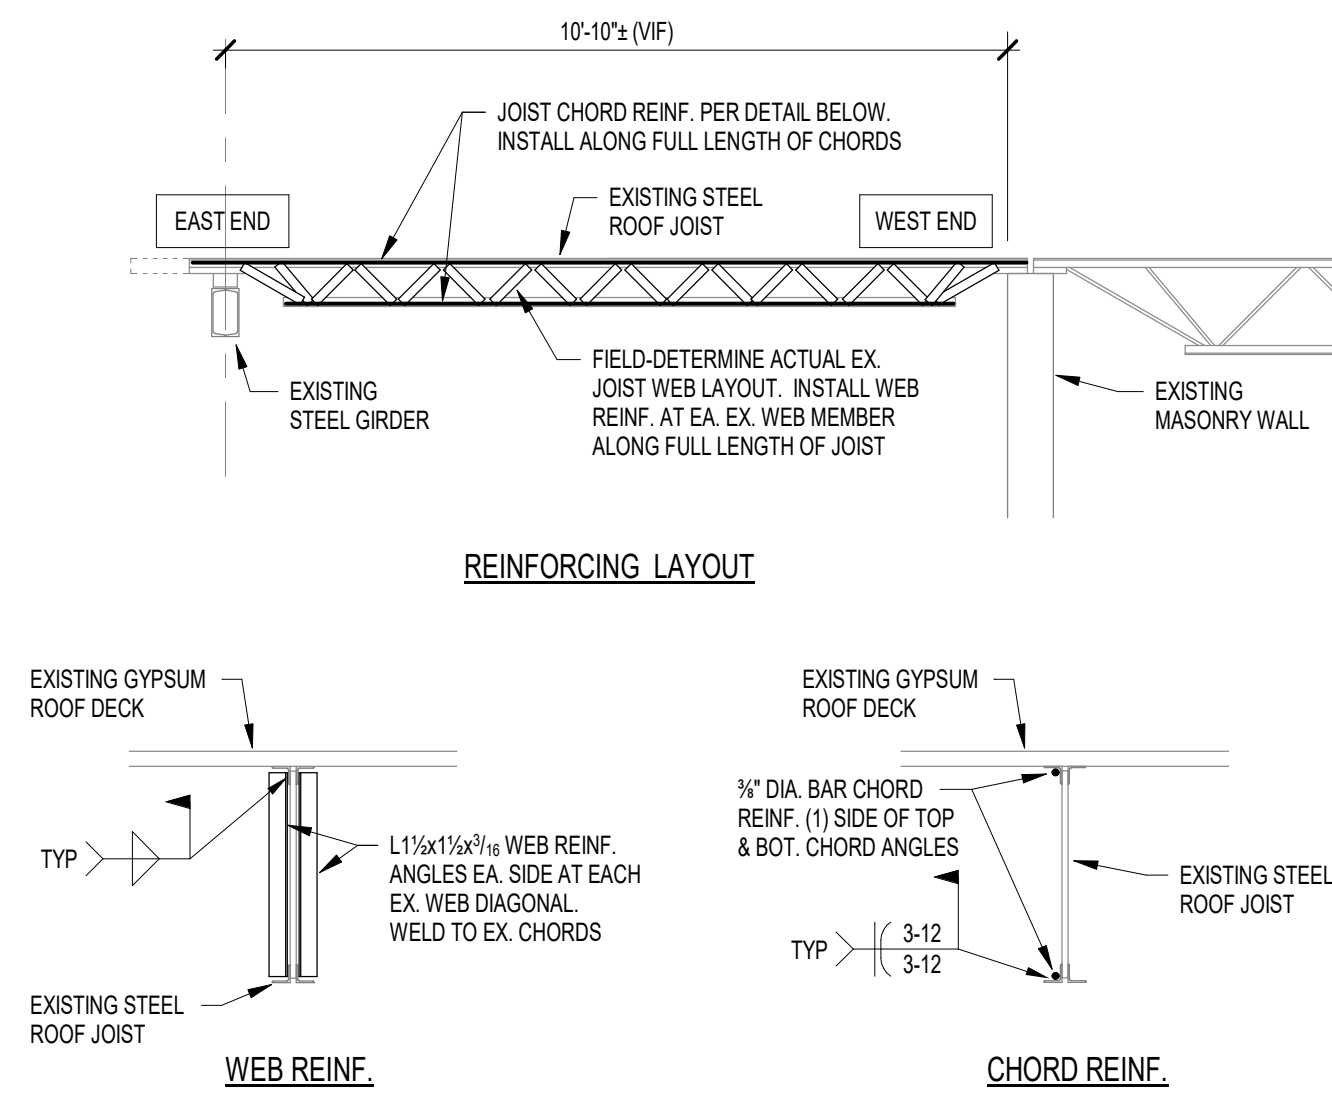 10'-10"± (VIF)
JOIST CHORD REINF. PER DETAIL BELOW.
INSTALL ALONG FULL LENGTH OF CHORDS
EXISTING STEEL
ROOF JOIST
EAST END
WEST END
FIELD-DETERMINE ACTUAL EX.
JOIST WEB LAYOUT. INSTALL WEB
REINF. AT EA. EX. WEB MEMBER
ALONG FULL LENGTH OF JOIST
EXISTING
STEEL GIRDER
EXISTING
MASONRY WALL
REINFORCING LAYOUT
EXISTING GYPSUM
ROOF DECK
TYP
L1½x1½x³/₁₆ WEB REINF.
ANGLES EA. SIDE AT EACH
EX. WEB DIAGONAL.
WELD TO EX. CHORDS
EXISTING STEEL
ROOF JOIST
WEB REINF.
EXISTING GYPSUM
ROOF DECK
⅜" DIA. BAR CHORD
REINF. (1) SIDE OF TOP
& BOT. CHORD ANGLES
TYP
3-12
3-12
EXISTING STEEL
ROOF JOIST
CHORD REINF.